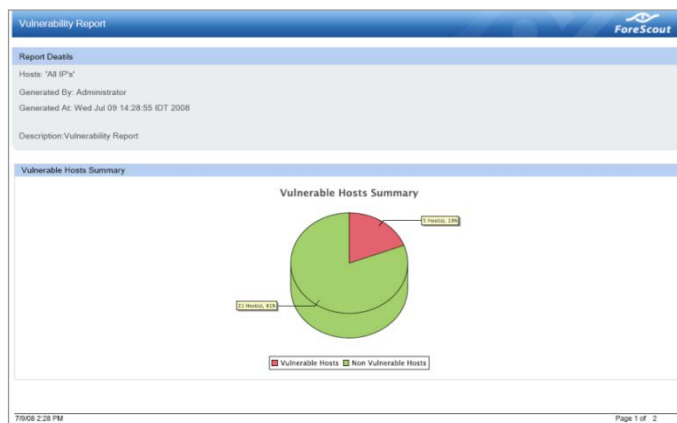 Vulnerability Report
ForeScout
Report Deatils
Hosts: 'All IP's'
Generated By: Administrator
Generated At: Wed Jul 09 14:28:55 IDT 2008
Description:Vulnerability Report
Vulnerable Hosts Summary
Vulnerable Hosts Summary
5 Host(s), 19%
21 Host(s), 81%
Vulnerable Hosts Non Vulnerable Hosts
7/9/08 2:28 PM Page 1 of 2